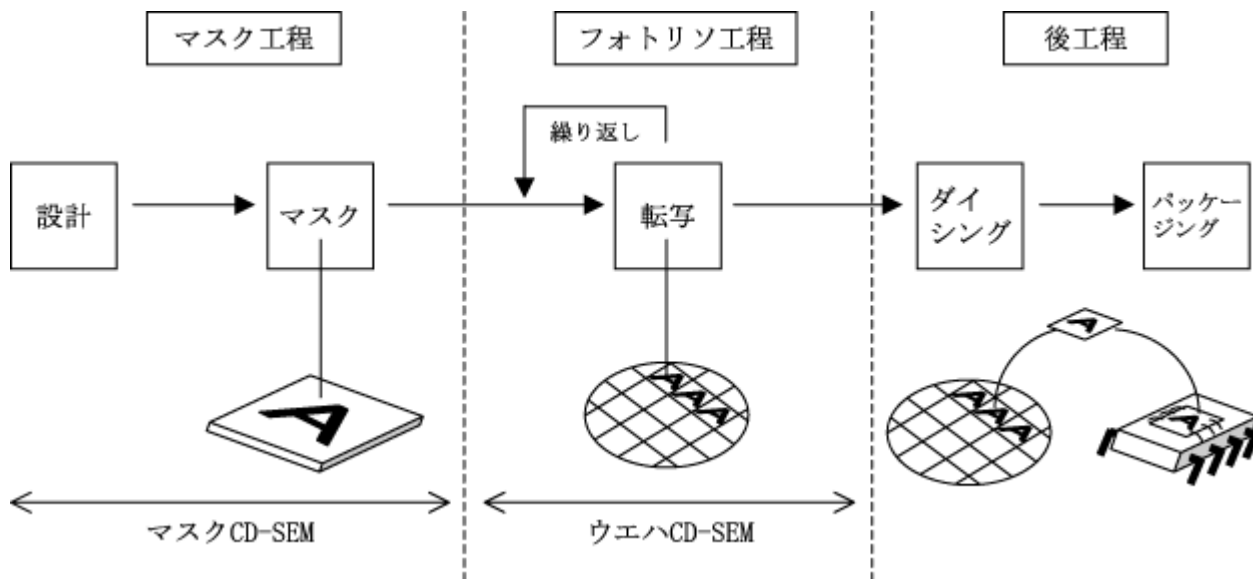 マスク工程
フォトリソ工程
後工程
繰り返し
設計
マスク
転写
ダイ
シング
パッケー
ジング
A
A
A
A
A
A
A
A
A
マスクCD-SEM
ウエハCD-SEM